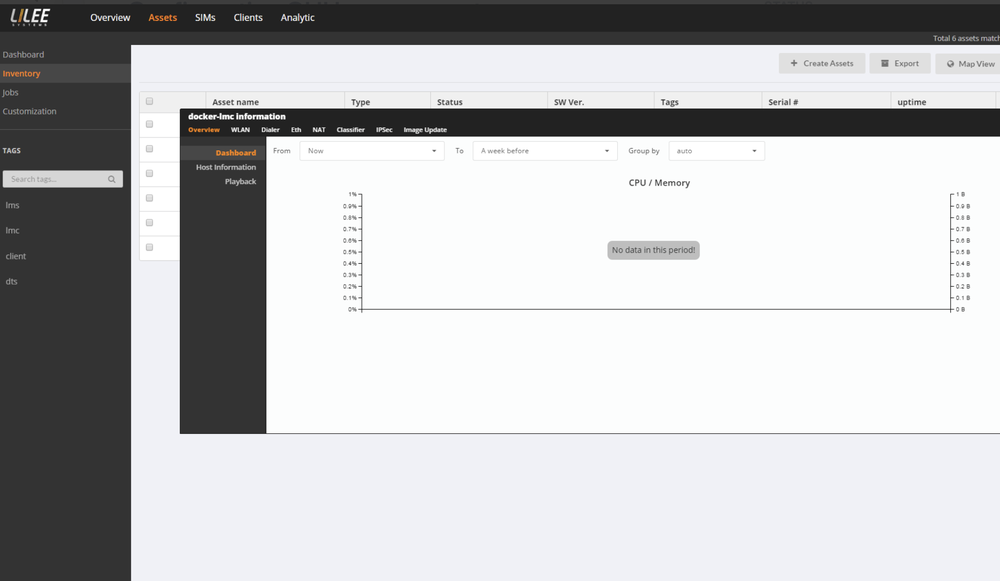 LILEE
SYSTEMS
Overview Assets SIMs Clients Analytic
Total 6 assets match
Dashboard
Inventory
Jobs
Customization
TAGS
Search tags...
lms
lmc
client
dts
+ Create Assets Export Map View
Asset name Type Status SW Ver. Tags Serial # uptime
docker-lmc information
Overview WLAN Dialer Eth NAT Classifier IPSec Image Update
Dashboard
Host Information
Playback
From Now To A week before Group by auto
CPU / Memory
1% 1 B
0.9% 0.9 B
0.8% 0.8 B
0.7% 0.7 B
0.6% 0.6 B
No data in this period!
0.5% 0.5 B
0.4% 0.4 B
0.3% 0.3 B
0.2% 0.2 B
0.1% 0.1 B
0% 0 B